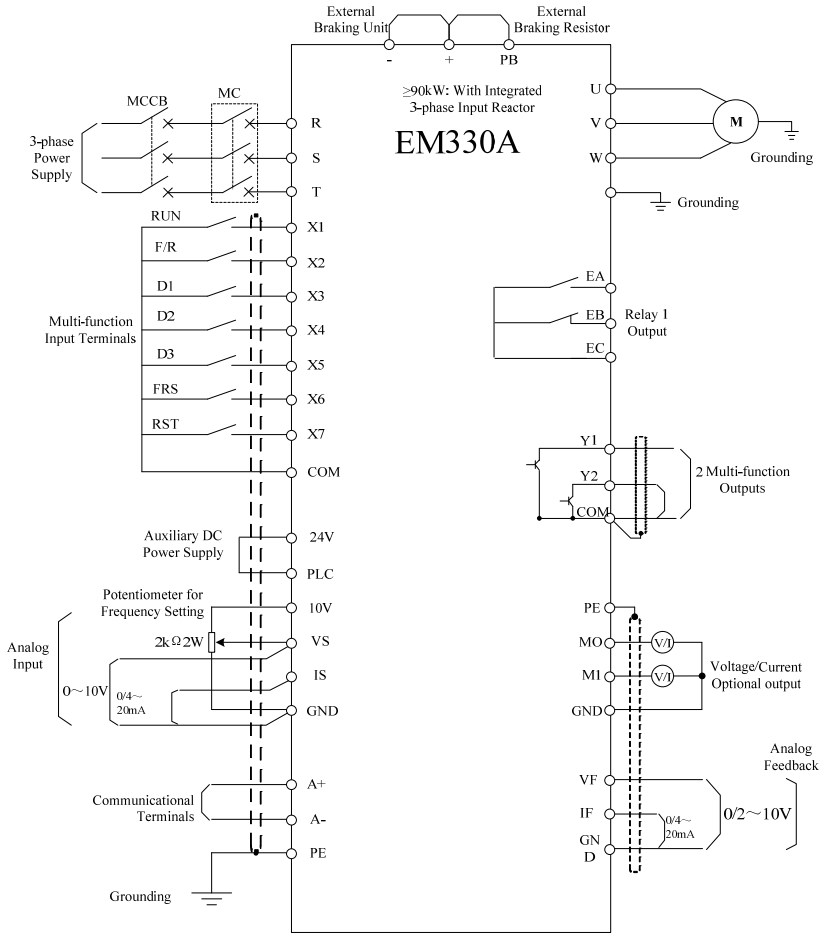 External
Braking Unit
External
Braking Resistor
- + PB
≥90kW: With Integrated
3-phase Input Reactor
EM330A
MCCB
MC
3-phase
Power
Supply
R
S
T
U
V
W
M
Grounding
Grounding
RUN
X1
F/R
X2
D1
X3
D2
X4
D3
X5
FRS
X6
RST
X7
COM
Multi-function
Input Terminals
EA
EB
EC
Relay 1
Output
Y1
Y2
COM
2 Multi-function
Outputs
Auxiliary DC
Power Supply
24V
PLC
Potentiometer for
Frequency Setting
2kΩ2W
10V
VS
IS
GND
Analog
Input
0~10V
0/4~
20mA
PE
MO
V/I
MI
V/I
GND
Voltage/Current
Optional output
Communicational
Terminals
A+
A-
PE
Grounding
VF
IF
GN
D
0/4~
20mA
0/2~10V
Analog
Feedback